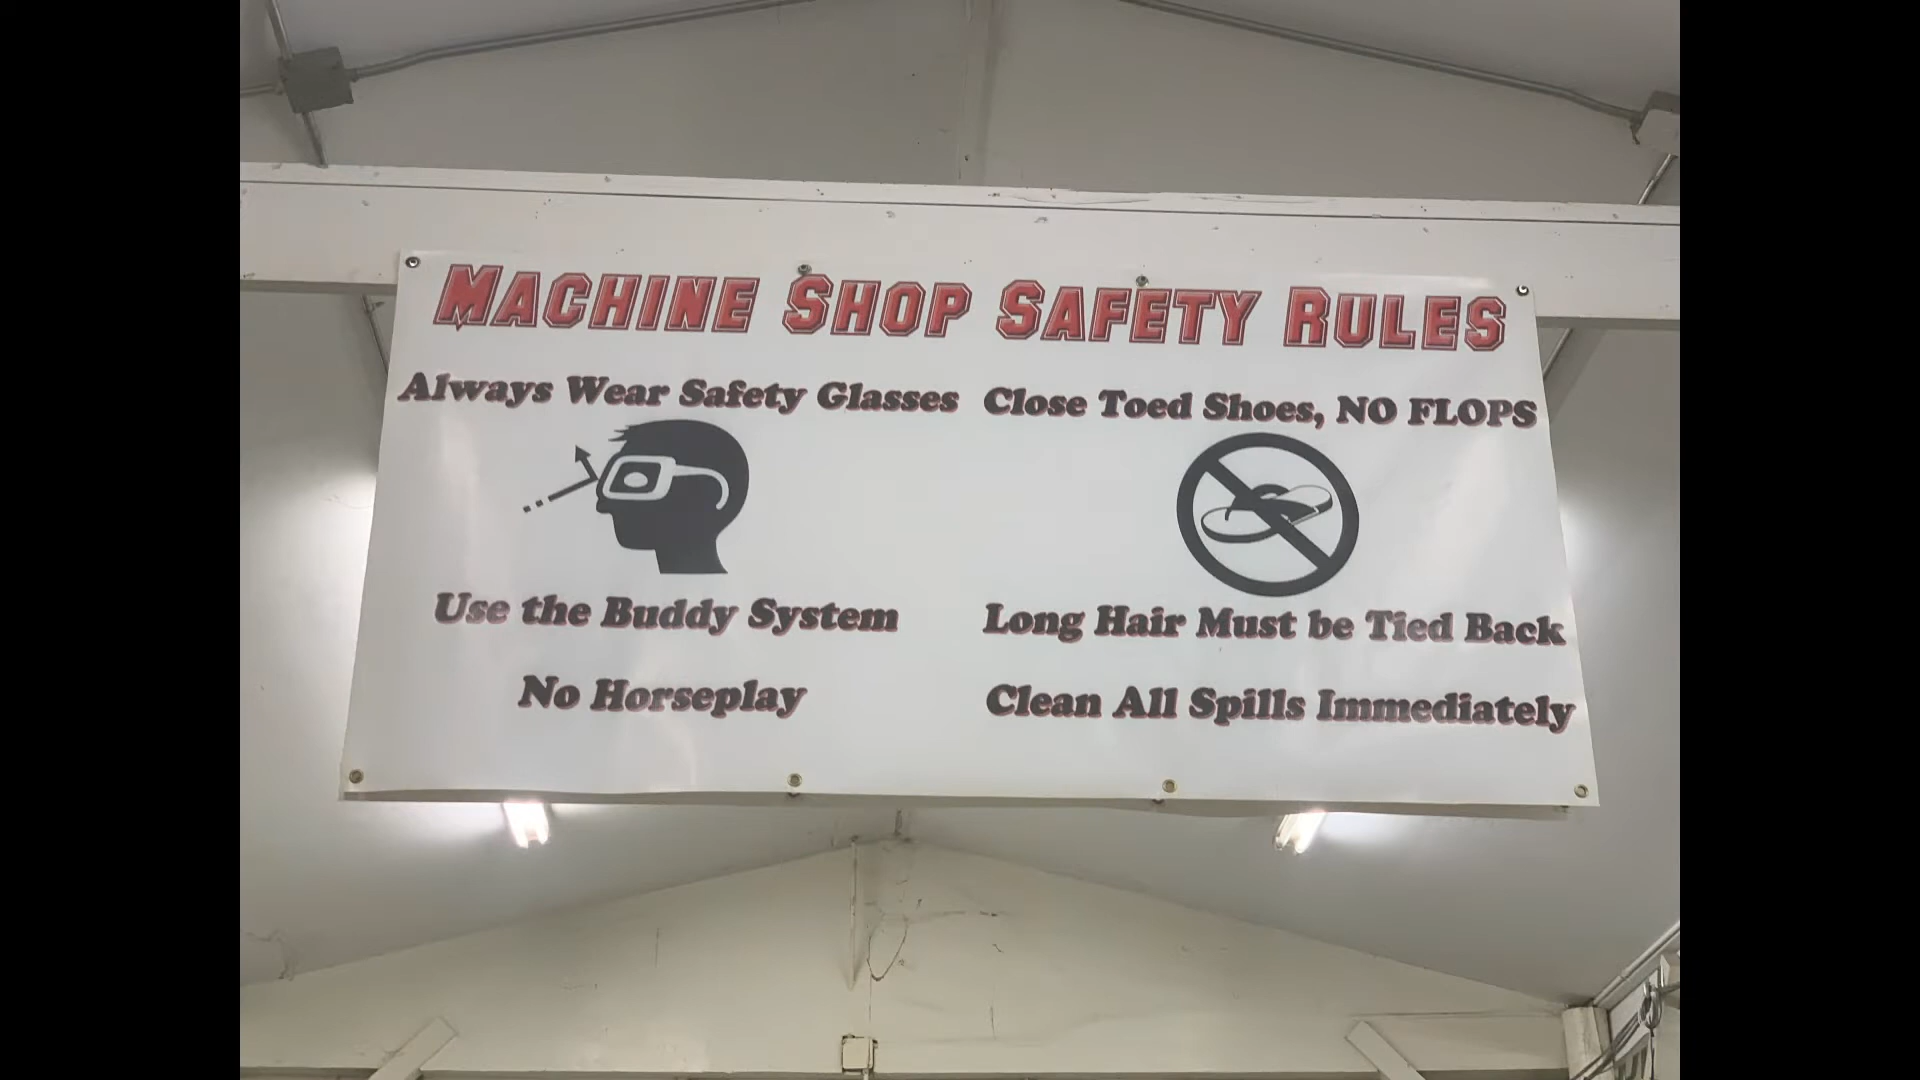 MACHINE SHOP SAFETY RULES
Always Wear Safety Glasses
Close Toed Shoes, NO FLOPS
Use the Buddy System
Long Hair Must be Tied Back
No Horseplay
Clean All Spills Immediately